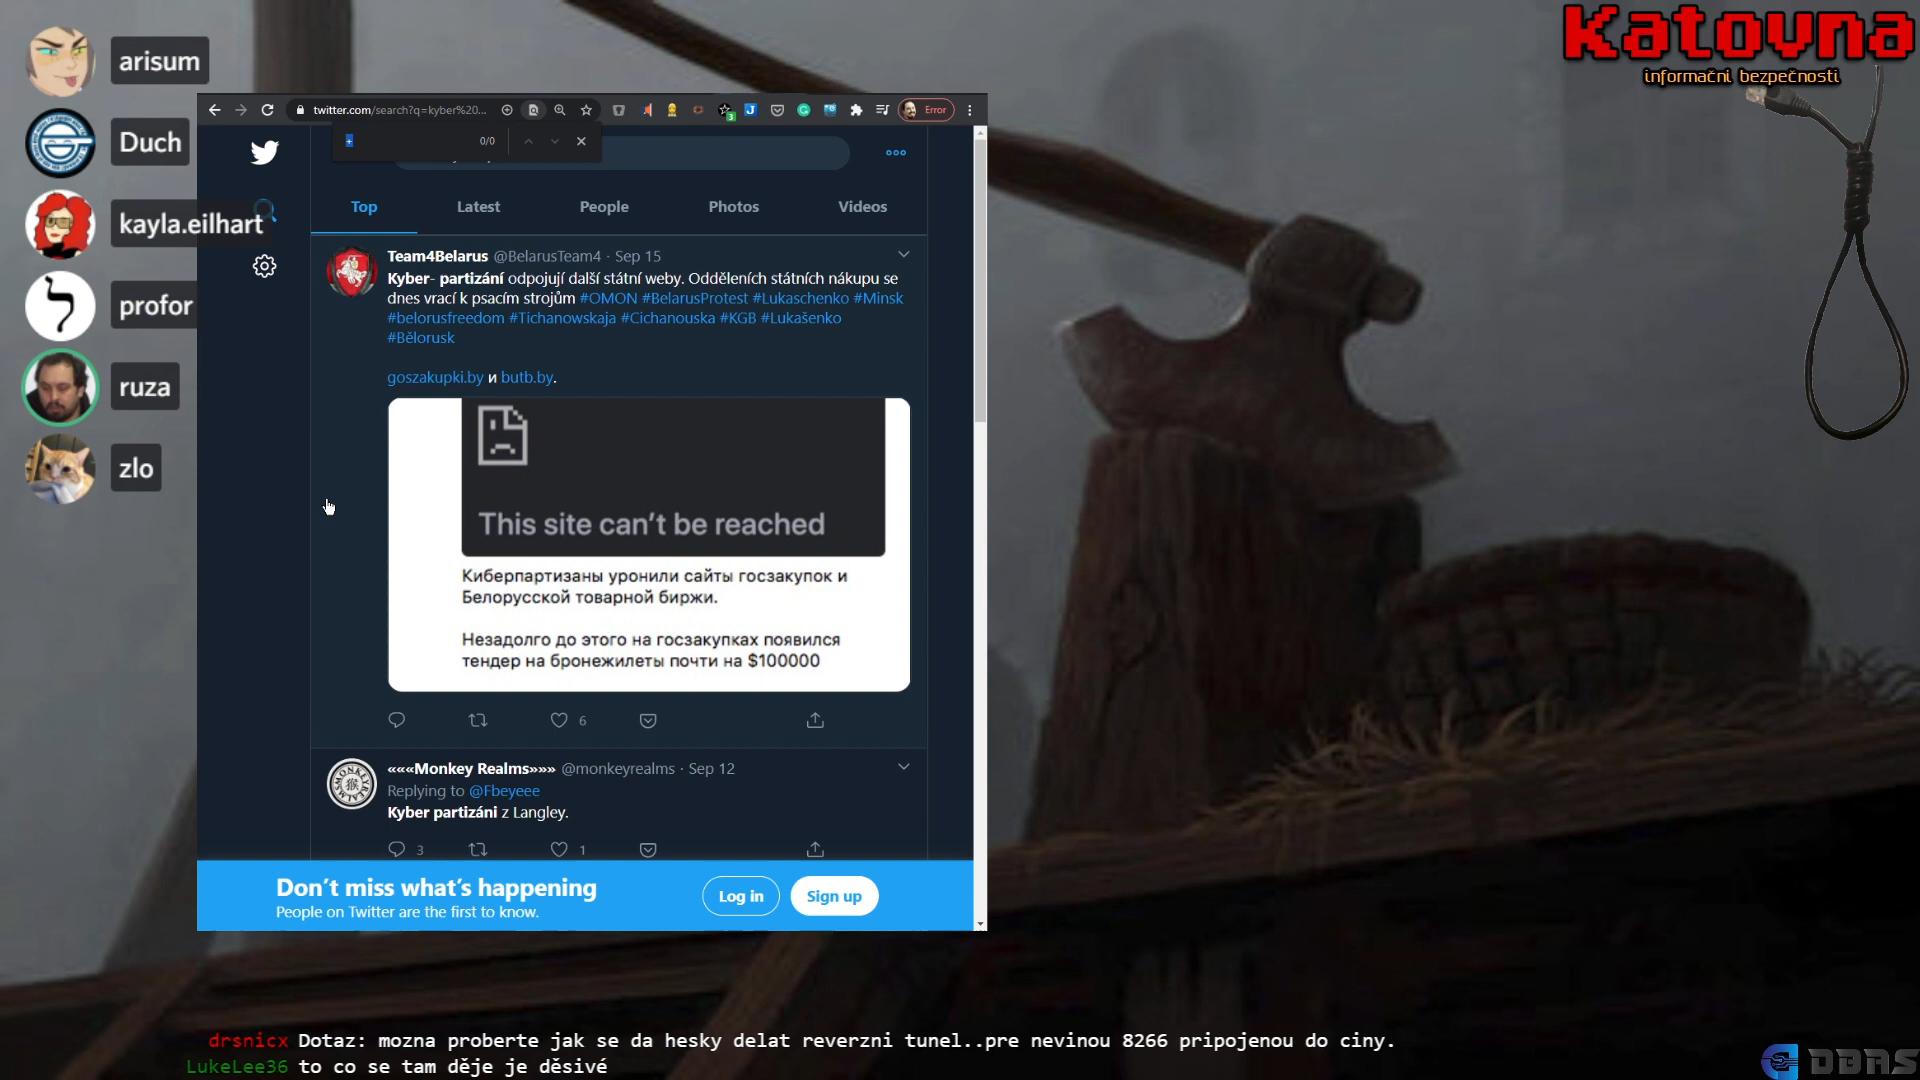 arisum
Duch
kayla.eilhart
profor
ruza
zlo
Katovna
informační bezpečnosti
twitter.com/search?q=kyber%20...
3
J
Error
+
0/0
Top
Latest
People
Photos
Videos
Team4Belarus @BelarusTeam4 · Sep 15
Kyber- partizání odpojují další státní weby. Odděleních státních nákupu se
dnes vrací k psacím strojům #OMON #BelarusProtest #Lukaschenko #Minsk
#belorusfreedom #Tichanowskaja #Cichanouska #KGB #Lukašenko
#Bělorusk
goszakupki.by и butb.by.
This site can't be reached
Киберпартизаны уронили сайты госзакупок и
Белорусской товарной биржи.
Незадолго до этого на госзакупках появился
тендер на бронежилеты почти на $100000
6
«««Monkey Realms»»» @monkeyrealms · Sep 12
Replying to @Fbeyeee
Kyber partizáni z Langley.
3
1
Don't miss what's happening
People on Twitter are the first to know.
Log in
Sign up
drsnicx Dotaz: mozna proberte jak se da hesky delat reverzni tunel..pre nevinou 8266 pripojenou do ciny.
LukeLee36 to co se tam děje je děsivé
DBAS